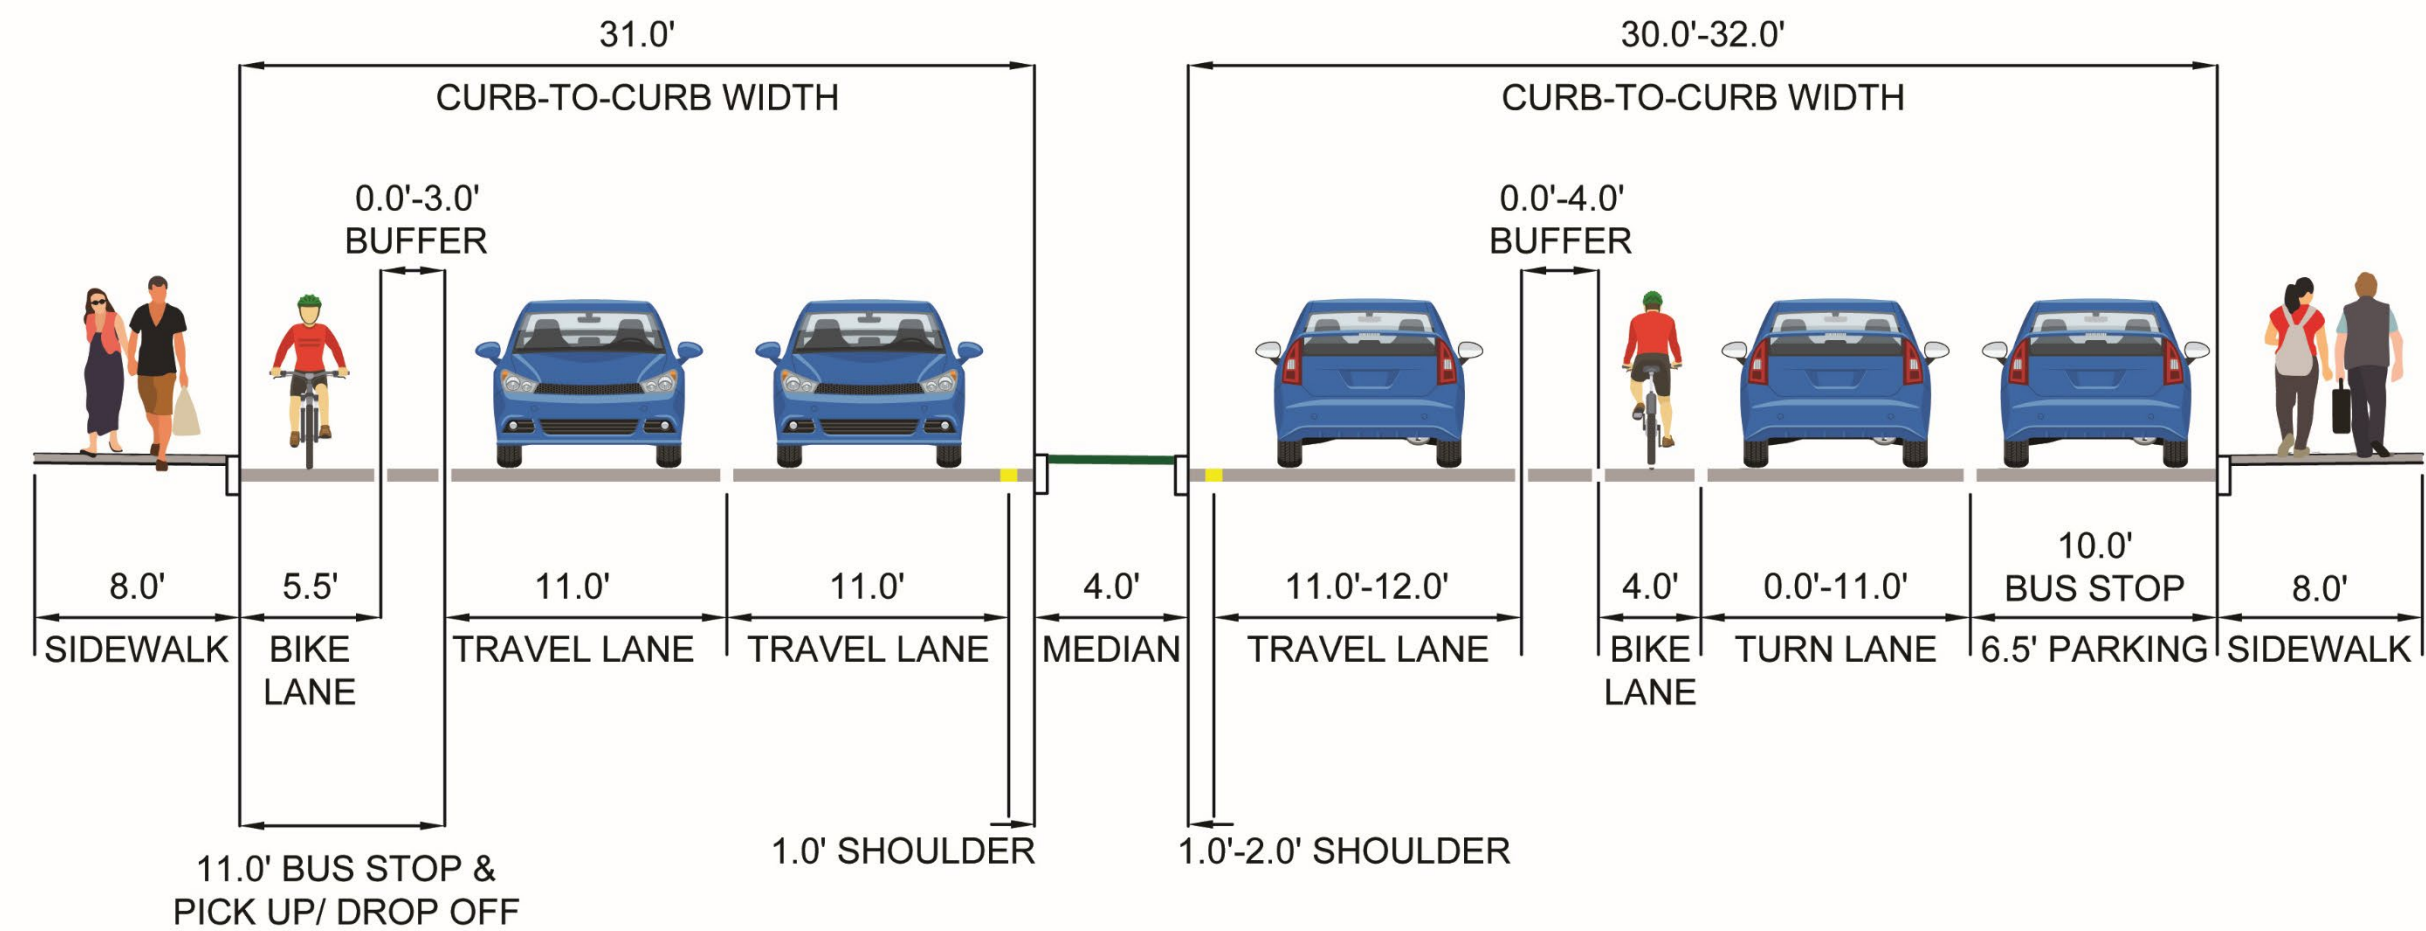 31.0'
CURB-TO-CURB WIDTH
30.0'-32.0'
CURB-TO-CURB WIDTH
0.0'-3.0'
BUFFER
0.0'-4.0'
BUFFER
8.0'
SIDEWALK
5.5'
BIKE
LANE
11.0'
TRAVEL LANE
11.0'
TRAVEL LANE
4.0'
MEDIAN
11.0'-12.0'
TRAVEL LANE
4.0'
BIKE
LANE
0.0'-11.0'
TURN LANE
10.0'
BUS STOP
6.5' PARKING
8.0'
SIDEWALK
11.0' BUS STOP &
PICK UP/ DROP OFF
1.0' SHOULDER
1.0'-2.0' SHOULDER